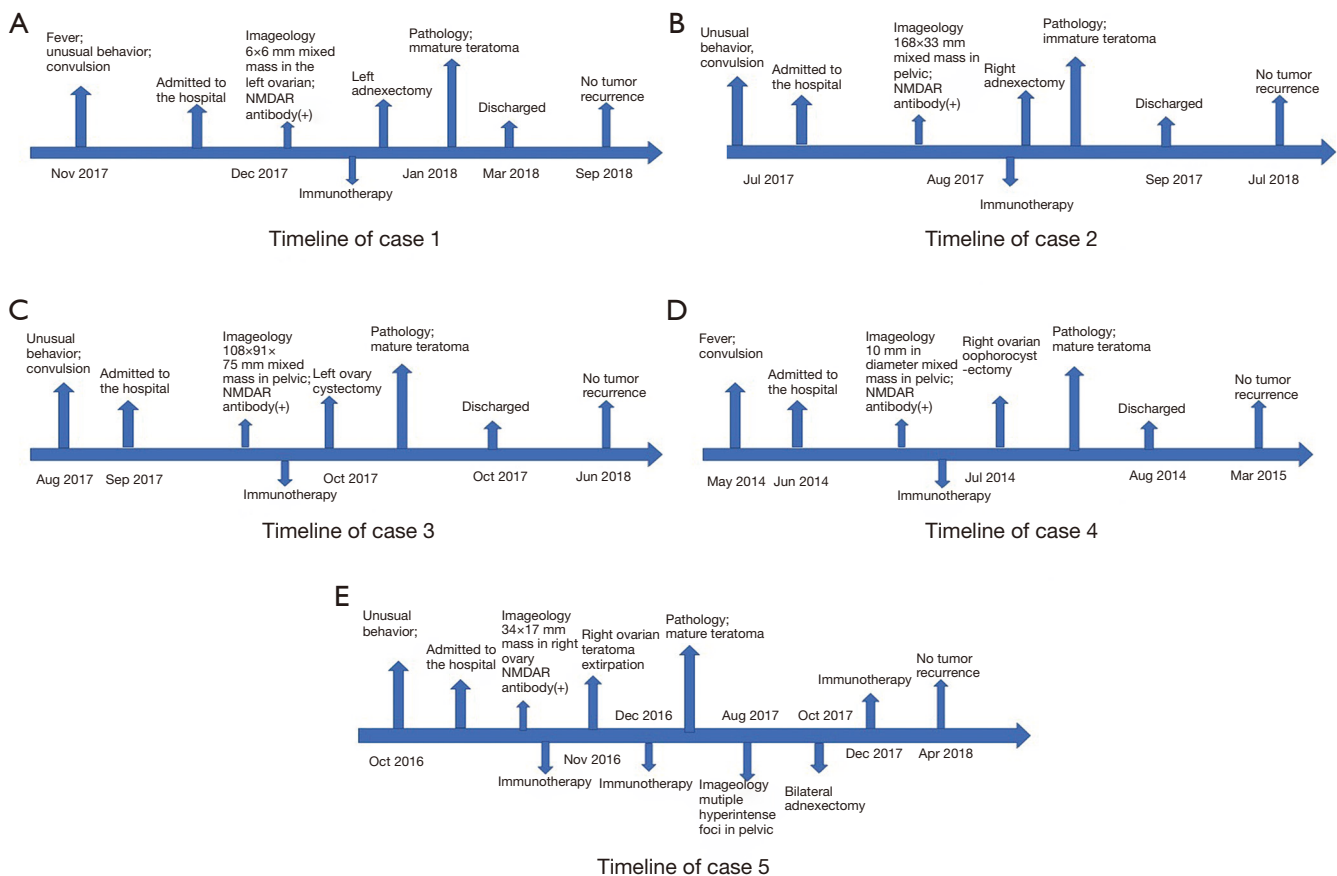 A
Fever;
unusual behavior;
convulsion
Admitted to
the hospital
Imageology
6×6 mm mixed
mass in the
left ovarian;
NMDAR
antibody(+)
Left
adnexectomy
Pathology;
mmature teratoma
Discharged
No tumor
recurrence
Nov 2017
Dec 2017
Immunotherapy
Jan 2018
Mar 2018
Sep 2018
Timeline of case 1
B
Unusual
behavior,
convulsion
Admitted to
the hospital
Imageology
168×33 mm
mixed mass in
pelvic;
NMDAR
antibody(+)
Right
adnexectomy
Pathology;
immature teratoma
Discharged
No tumor
recurrence
Jul 2017
Aug 2017
Immunotherapy
Sep 2017
Jul 2018
Timeline of case 2
C
Unusual
behavior;
convulsion
Admitted to
the hospital
Imageology
108×91×
75 mm mixed
mass in pelvic;
NMDAR
antibody(+)
Left ovary
cystectomy
Pathology;
mature teratoma
Discharged
No tumor
recurrence
Aug 2017
Sep 2017
Immunotherapy
Oct 2017
Oct 2017
Jun 2018
Timeline of case 3
D
Fever;
convulsion
Admitted to
the hospital
Imageology
10 mm in
diameter mixed
mass in pelvic;
NMDAR
antibody(+)
Right ovarian
oophorocyst
-ectomy
Pathology;
mature teratoma
Discharged
No tumor
recurrence
May 2014
Jun 2014
Immunotherapy
Jul 2014
Aug 2014
Mar 2015
Timeline of case 4
E
Unusual
behavior;
Admitted to
the hospital
Imageology
34×17 mm
mass in right
ovary
NMDAR
antibody(+)
Right ovarian
teratoma
extirpation
Dec 2016
Pathology;
mature teratoma
Aug 2017
Oct 2017
Immunotherapy
No tumor
recurrence
Oct 2016
Immunotherapy
Nov 2016
Immunotherapy
Imageology
mutiple
hyperintense
foci in pelvic
Bilateral
adnexectomy
Dec 2017
Apr 2018
Timeline of case 5